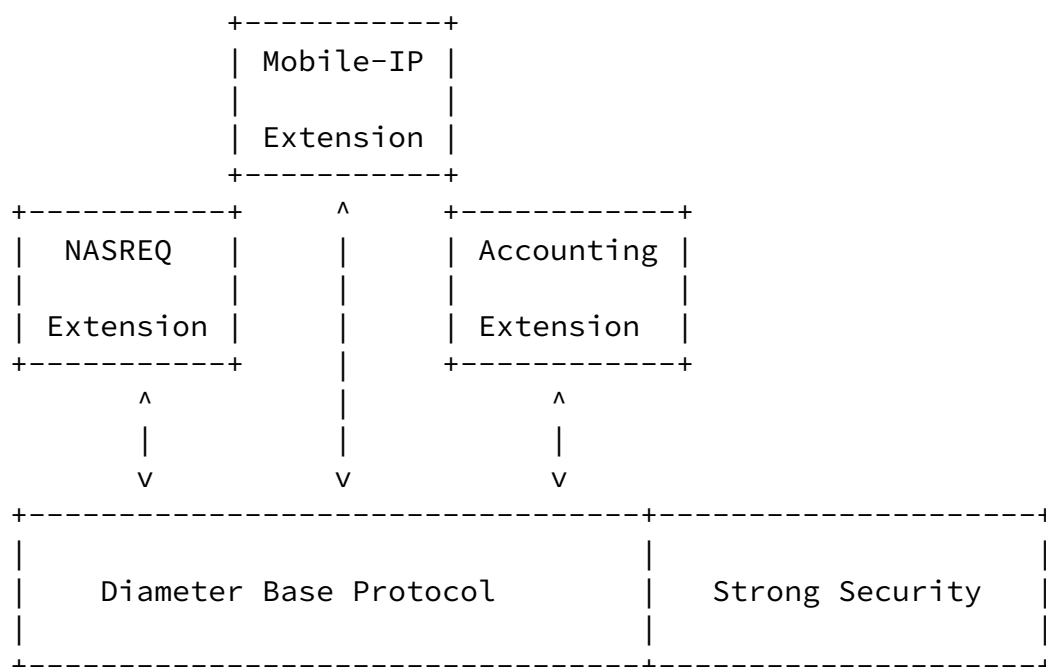 Mobile-IP
Extension
NASREQ
Accounting
Extension
Extension
Diameter Base Protocol
Strong Security